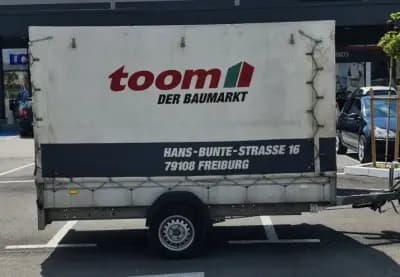 toom
DER BAUMARKT
HANS-BUNTE-STRASSE 16
79108 FREIBURG